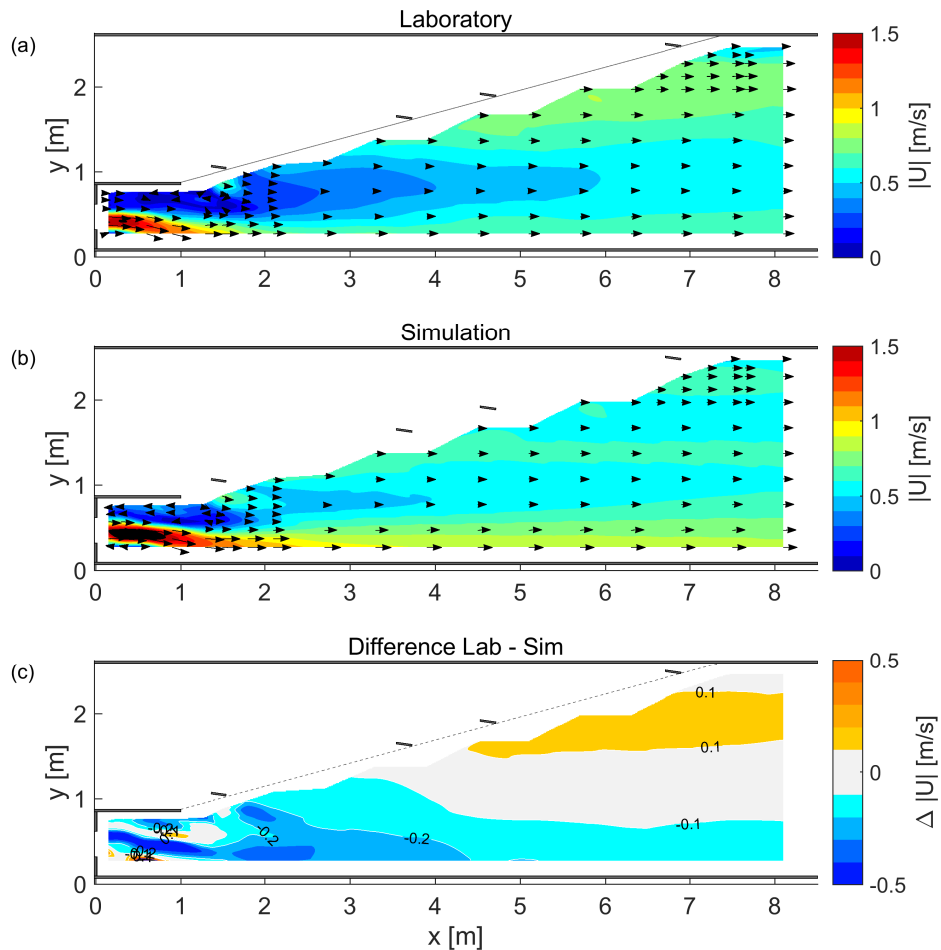 Laboratory
(a)
2
1
0
y [m]
0 1 2 3 4 5 6 7 8
1.5
1
0.5
0
|U| [m/s]
Simulation
(b)
2
1
0
y [m]
0 1 2 3 4 5 6 7 8
1.5
1
0.5
0
|U| [m/s]
Difference Lab - Sim
(c)
2
1
0
y [m]
0.1
0.1
-0.1
-0.2
-0.2
0 1 2 3 4 5 6 7 8
x [m]
0.5
0
-0.5
Δ |U| [m/s]